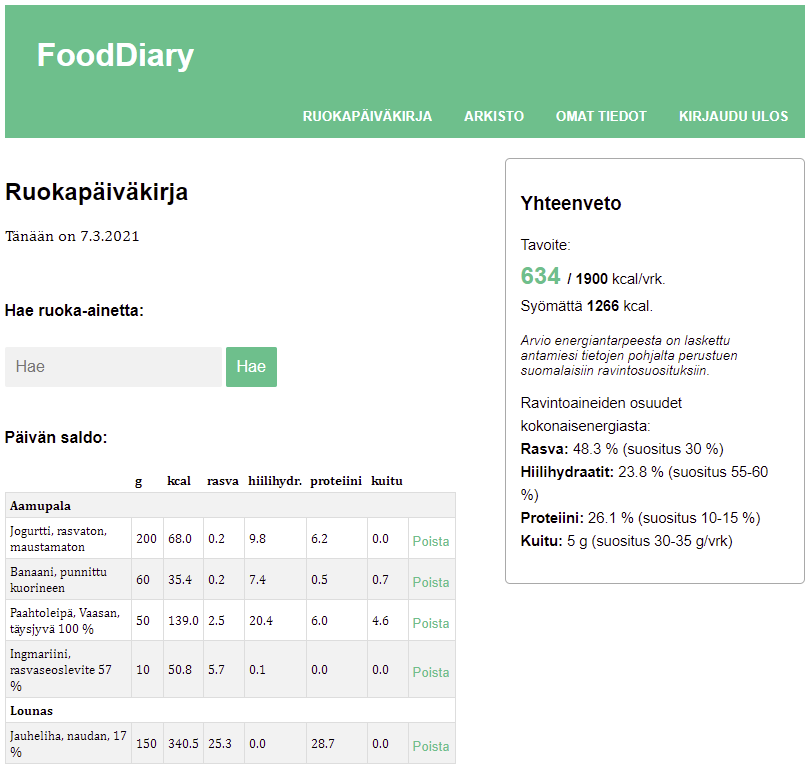 FoodDiary
RUOKAPÄIVÄKIRJA ARKISTO OMAT TIEDOT KIRJAUDU ULOS
Ruokapäiväkirja
Tänään on 7.3.2021
Hae ruoka-ainetta:
Hae Hae
Päivän saldo:
g kcal rasva hiilihydr. proteiini kuitu
Aamupala
Jogurtti, rasvaton,
maustamaton
200 68.0 0.2 9.8 6.2 0.0 Poista
Banaani, punnittu
kuorineen
60 35.4 0.2 7.4 0.5 0.7 Poista
Paahtoleipä, Vaasan,
täysjyvä 100 %
50 139.0 2.5 20.4 6.0 4.6 Poista
Ingmariini,
rasvaseoslevite 57
%
10 50.8 5.7 0.1 0.0 0.0 Poista
Lounas
Jauheliha, naudan, 17
%
150 340.5 25.3 0.0 28.7 0.0 Poista
Yhteenveto
Tavoite:
634 / 1900 kcal/vrk.
Syömättä 1266 kcal.
Arvio energiantarpeesta on laskettu
antamiesi tietojen pohjalta perustuen
suomalaisiin ravintosuosituksiin.
Ravintoaineiden osuudet
kokonaisenergiasta:
Rasva: 48.3 % (suositus 30 %)
Hiilihydraatit: 23.8 % (suositus 55-60
%)
Proteiini: 26.1 % (suositus 10-15 %)
Kuitu: 5 g (suositus 30-35 g/vrk)